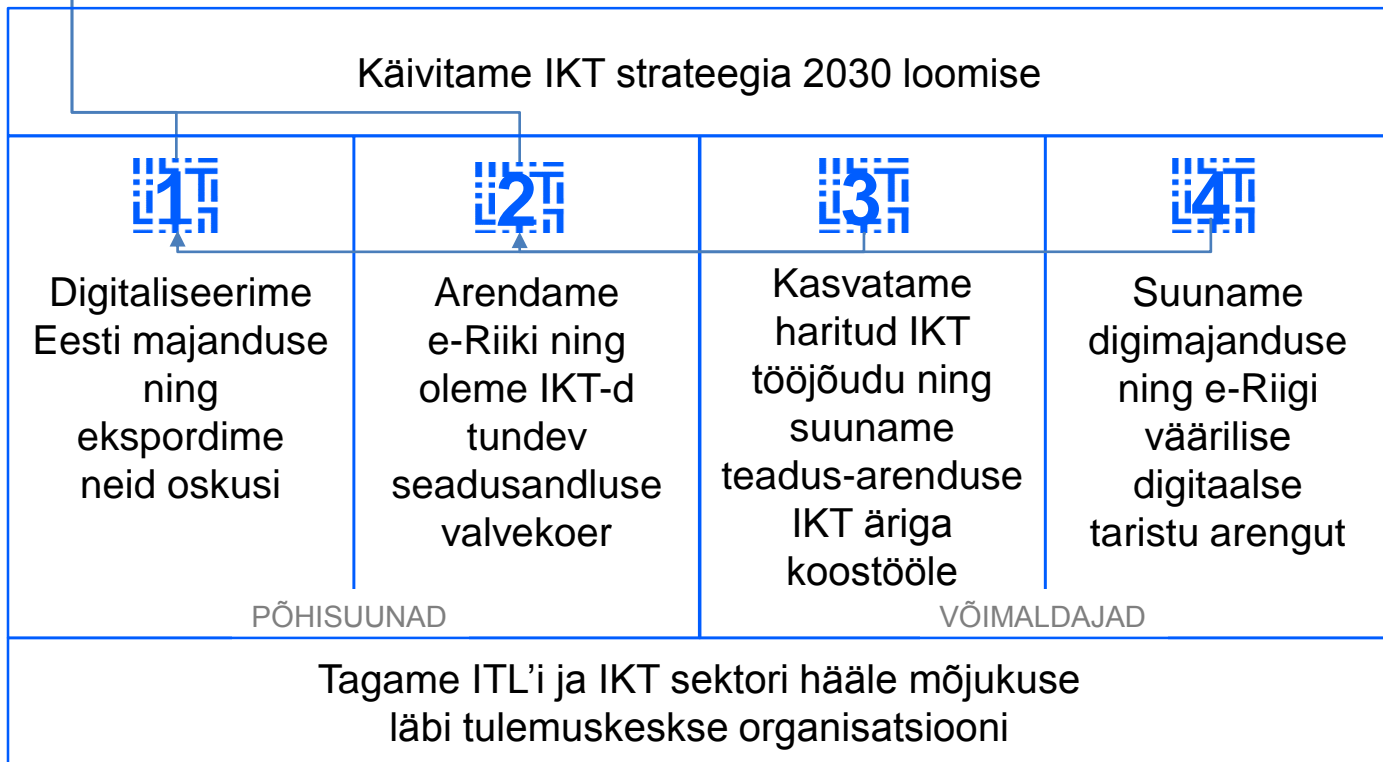 Käivitame IKT strateegia 2030 loomise
1
Digitaliseerime
Eesti majanduse
ning
ekspordime
neid oskusi
2
Arendame
e-Riiki ning
oleme IKT-d
tundev
seadusandluse
valvekoer
3
Kasvatame
haritud IKT
tööjõudu ning
suuname
teadus-arenduse
IKT äriga
koostööle
4
Suuname
digimajanduse
ning e-Riigi
väärilise
digitaalse
taristu arengut
PÕHISUUNAD
VÕIMALDAJAD
Tagame ITL’i ja IKT sektori hääle mõjukuse
läbi tulemuskeskse organisatsiooni